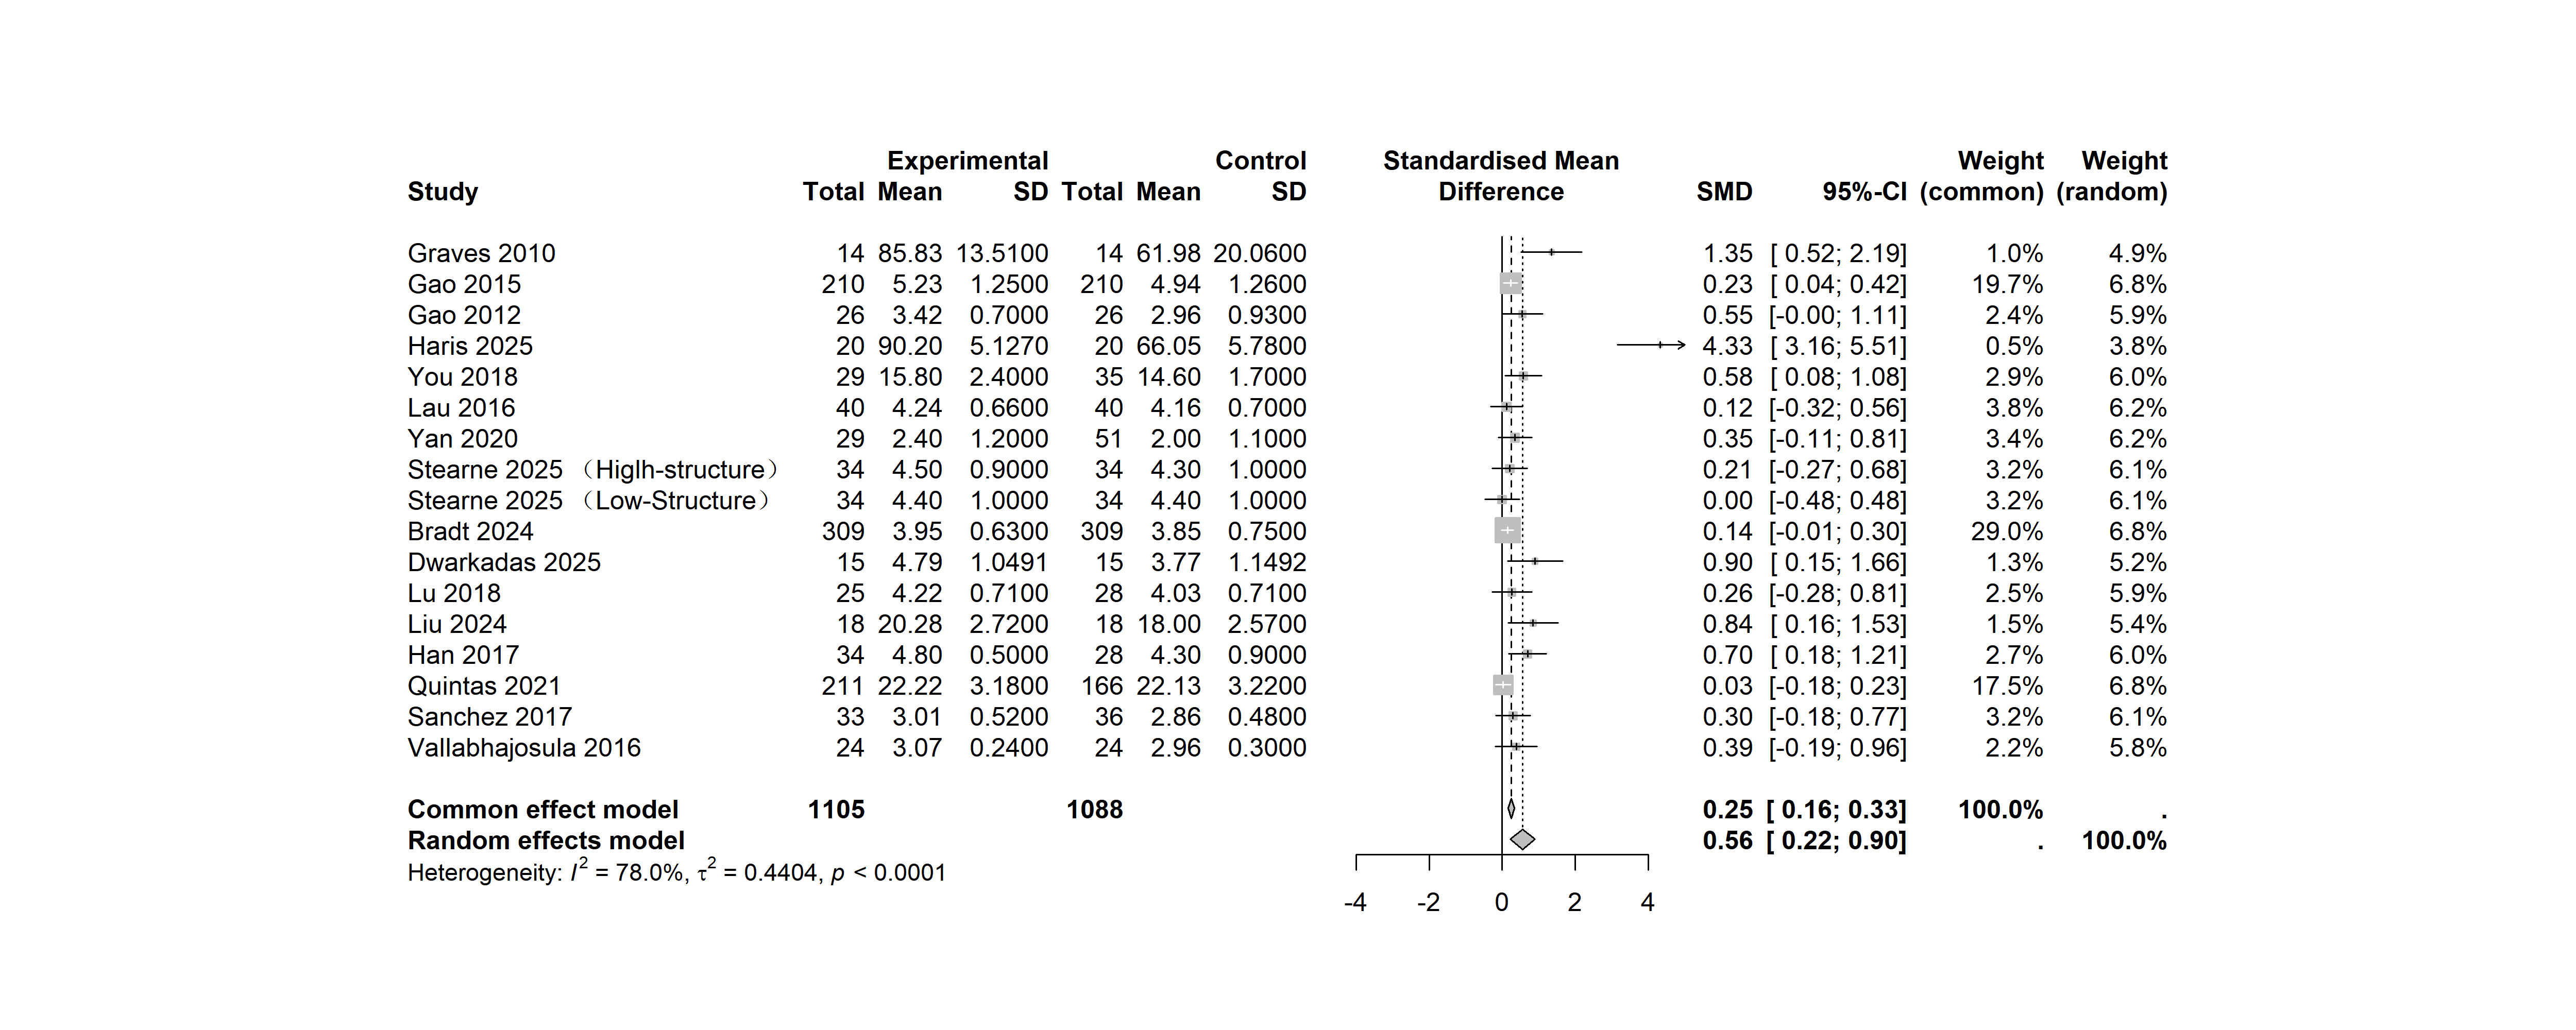 Experimental Control Standardised Mean Weight Weight
Study Total Mean SD Total Mean SD Difference SMD 95%-CI (common) (random)
Graves 2010 14 85.83 13.5100 14 61.98 20.0600 1.35 [ 0.52; 2.19] 1.0% 4.9%
Gao 2015 210 5.23 1.2500 210 4.94 1.2600 0.23 [ 0.04; 0.42] 19.7% 6.8%
Gao 2012 26 3.42 0.7000 26 2.96 0.9300 0.55 [-0.00; 1.11] 2.4% 5.9%
Haris 2025 20 90.20 5.1270 20 66.05 5.7800 4.33 [ 3.16; 5.51] 0.5% 3.8%
You 2018 29 15.80 2.4000 35 14.60 1.7000 0.58 [ 0.08; 1.08] 2.9% 6.0%
Lau 2016 40 4.24 0.6600 40 4.16 0.7000 0.12 [-0.32; 0.56] 3.8% 6.2%
Yan 2020 29 2.40 1.2000 51 2.00 1.1000 0.35 [-0.11; 0.81] 3.4% 6.2%
Stearne 2025 （Higlh-structure） 34 4.50 0.9000 34 4.30 1.0000 0.21 [-0.27; 0.68] 3.2% 6.1%
Stearne 2025 （Low-Structure） 34 4.40 1.0000 34 4.40 1.0000 0.00 [-0.48; 0.48] 3.2% 6.1%
Bradt 2024 309 3.95 0.6300 309 3.85 0.7500 0.14 [-0.01; 0.30] 29.0% 6.8%
Dwarkadas 2025 15 4.79 1.0491 15 3.77 1.1492 0.90 [ 0.15; 1.66] 1.3% 5.2%
Lu 2018 25 4.22 0.7100 28 4.03 0.7100 0.26 [-0.28; 0.81] 2.5% 5.9%
Liu 2024 18 20.28 2.7200 18 18.00 2.5700 0.84 [ 0.16; 1.53] 1.5% 5.4%
Han 2017 34 4.80 0.5000 28 4.30 0.9000 0.70 [ 0.18; 1.21] 2.7% 6.0%
Quintas 2021 211 22.22 3.1800 166 22.13 3.2200 0.03 [-0.18; 0.23] 17.5% 6.8%
Sanchez 2017 33 3.01 0.5200 36 2.86 0.4800 0.30 [-0.18; 0.77] 3.2% 6.1%
Vallabhajosula 2016 24 3.07 0.2400 24 2.96 0.3000 0.39 [-0.19; 0.96] 2.2% 5.8%
Common effect model 1105 1088 0.25 [ 0.16; 0.33] 100.0% .
Random effects model 0.56 [ 0.22; 0.90] . 100.0%
Heterogeneity: I² = 78.0%, τ² = 0.4404, p < 0.0001
-4 -2 0 2 4